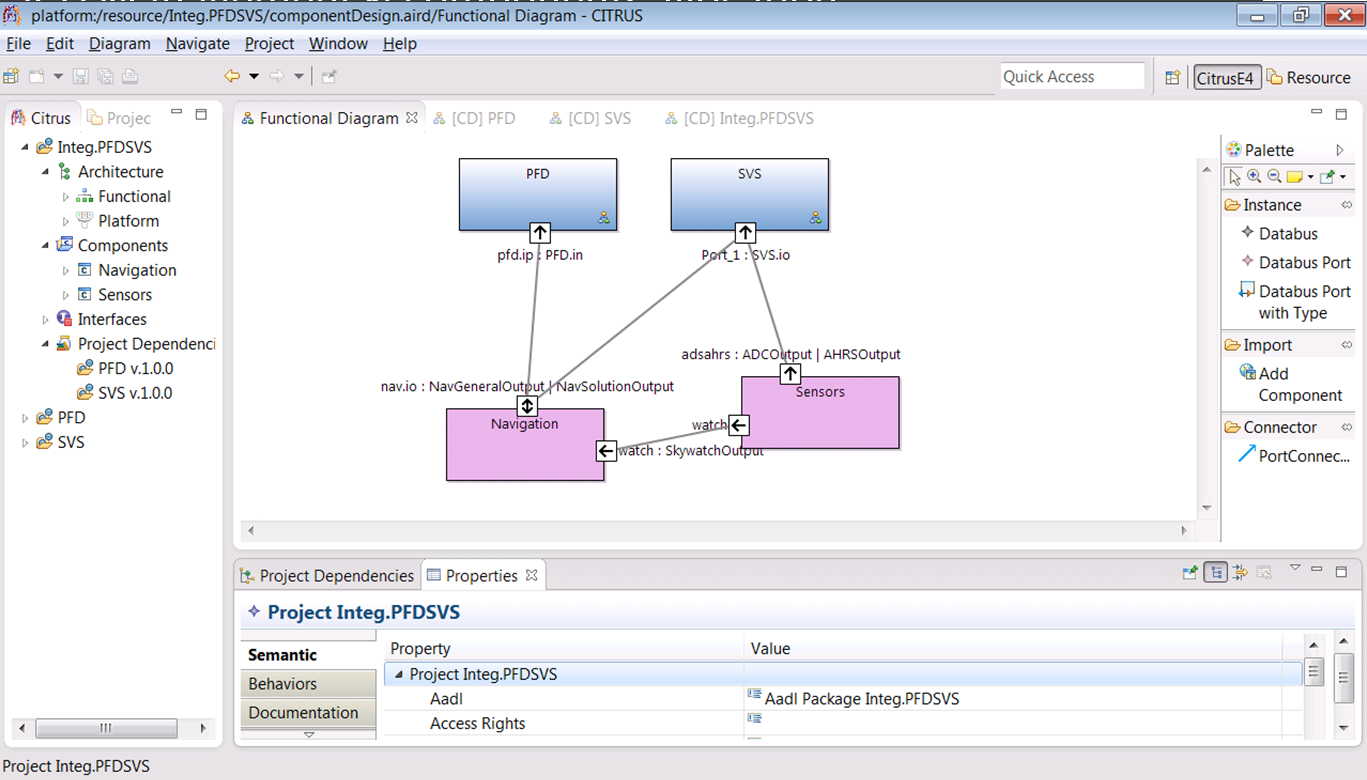 platform:/resource/Integ.PFDSVS/componentDesign.aird/Functional Diagram - CITRUS
File Edit Diagram Navigate Project Window Help
Quick Access
CitrusE4
Resource
Citrus
Projec
Integ.PFDSVS
Architecture
Functional
Platform
Components
Navigation
Sensors
Interfaces
Project Dependenci
PFD v.1.0.0
SVS v.1.0.0
PFD
SVS
Functional Diagram
[CD] PFD
[CD] SVS
[CD] Integ.PFDSVS
PFD
SVS
pfd.ip : PFD.in
Port_1 : SVS.io
adsahrs : ADCOutput | AHRSOutput
nav.io : NavGeneralOutput | NavSolutionOutput
Sensors
Navigation
watch
watch : SkywatchOutput
Palette
Instance
Databus
Databus Port
Databus Port
with Type
Import
Add
Component
Connector
PortConnec...
Project Dependencies
Properties
Project Integ.PFDSVS
Semantic
Behaviors
Documentation
Property Value
Project Integ.PFDSVS
Aadl Aadl Package Integ.PFDSVS
Access Rights
Project Integ.PFDSVS